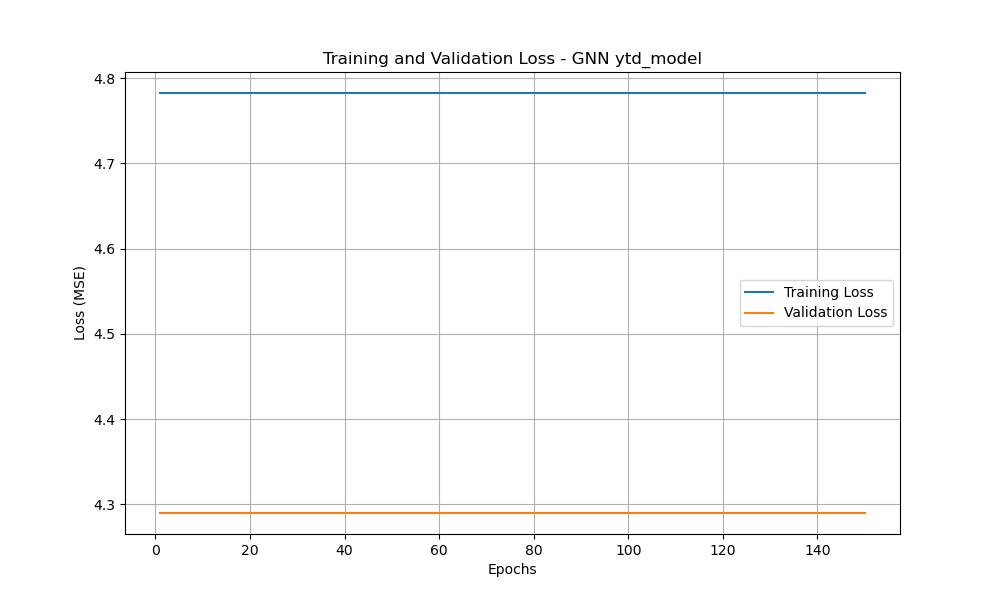 Training and Validation Loss - GNN ytd_model
4.8
4.7
4.6
4.5
4.4
4.3
Loss (MSE)
Training Loss
Validation Loss
0 20 40 60 80 100 120 140
Epochs